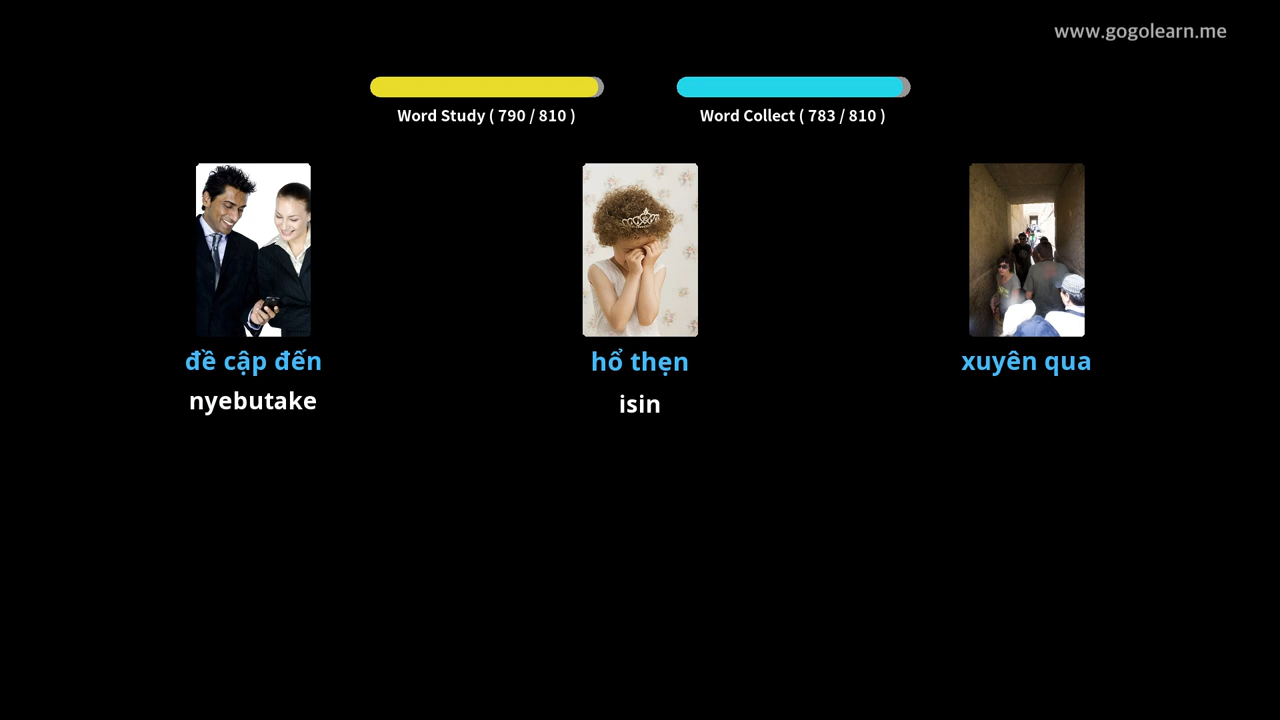 www.gogolearn.me
Word Study ( 790 / 810 )
Word Collect ( 783 / 810 )
đề cập đến
hổ thẹn
xuyên qua
nyebutake
isin